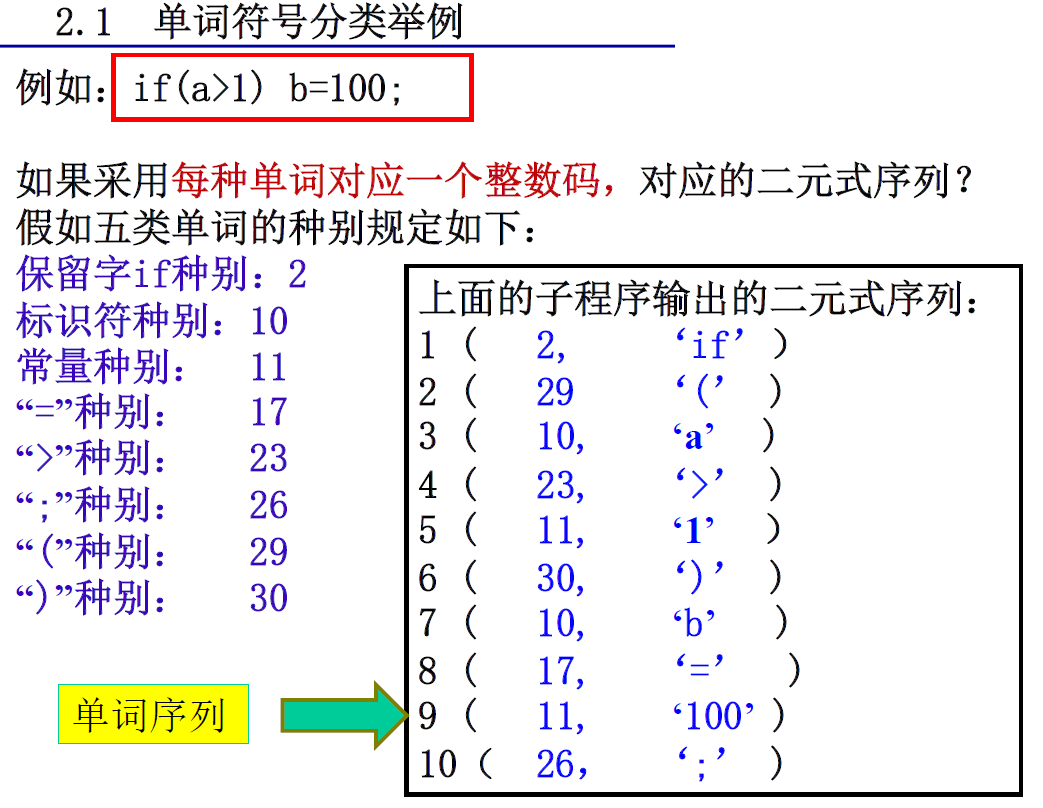 2.1 单词符号分类举例
例如：if(a>1) b=100;
如果采用每种单词对应一个整数码，对应的二元式序列？
假如五类单词的种别规定如下：
保留字if种别：2
标识符种别：10
常量种别： 11
“=”种别： 17
“>”种别： 23
“;”种别： 26
“(”种别： 29
“)”种别： 30
单词序列
上面的子程序输出的二元式序列：
1 ( 2, ‘if’ )
2 ( 29 ‘(’ )
3 ( 10, ‘a’ )
4 ( 23, ‘>’ )
5 ( 11, ‘1’ )
6 ( 30, ‘)’ )
7 ( 10, ‘b’ )
8 ( 17, ‘=’ )
9 ( 11, ‘100’ )
10 ( 26， ‘;’ )